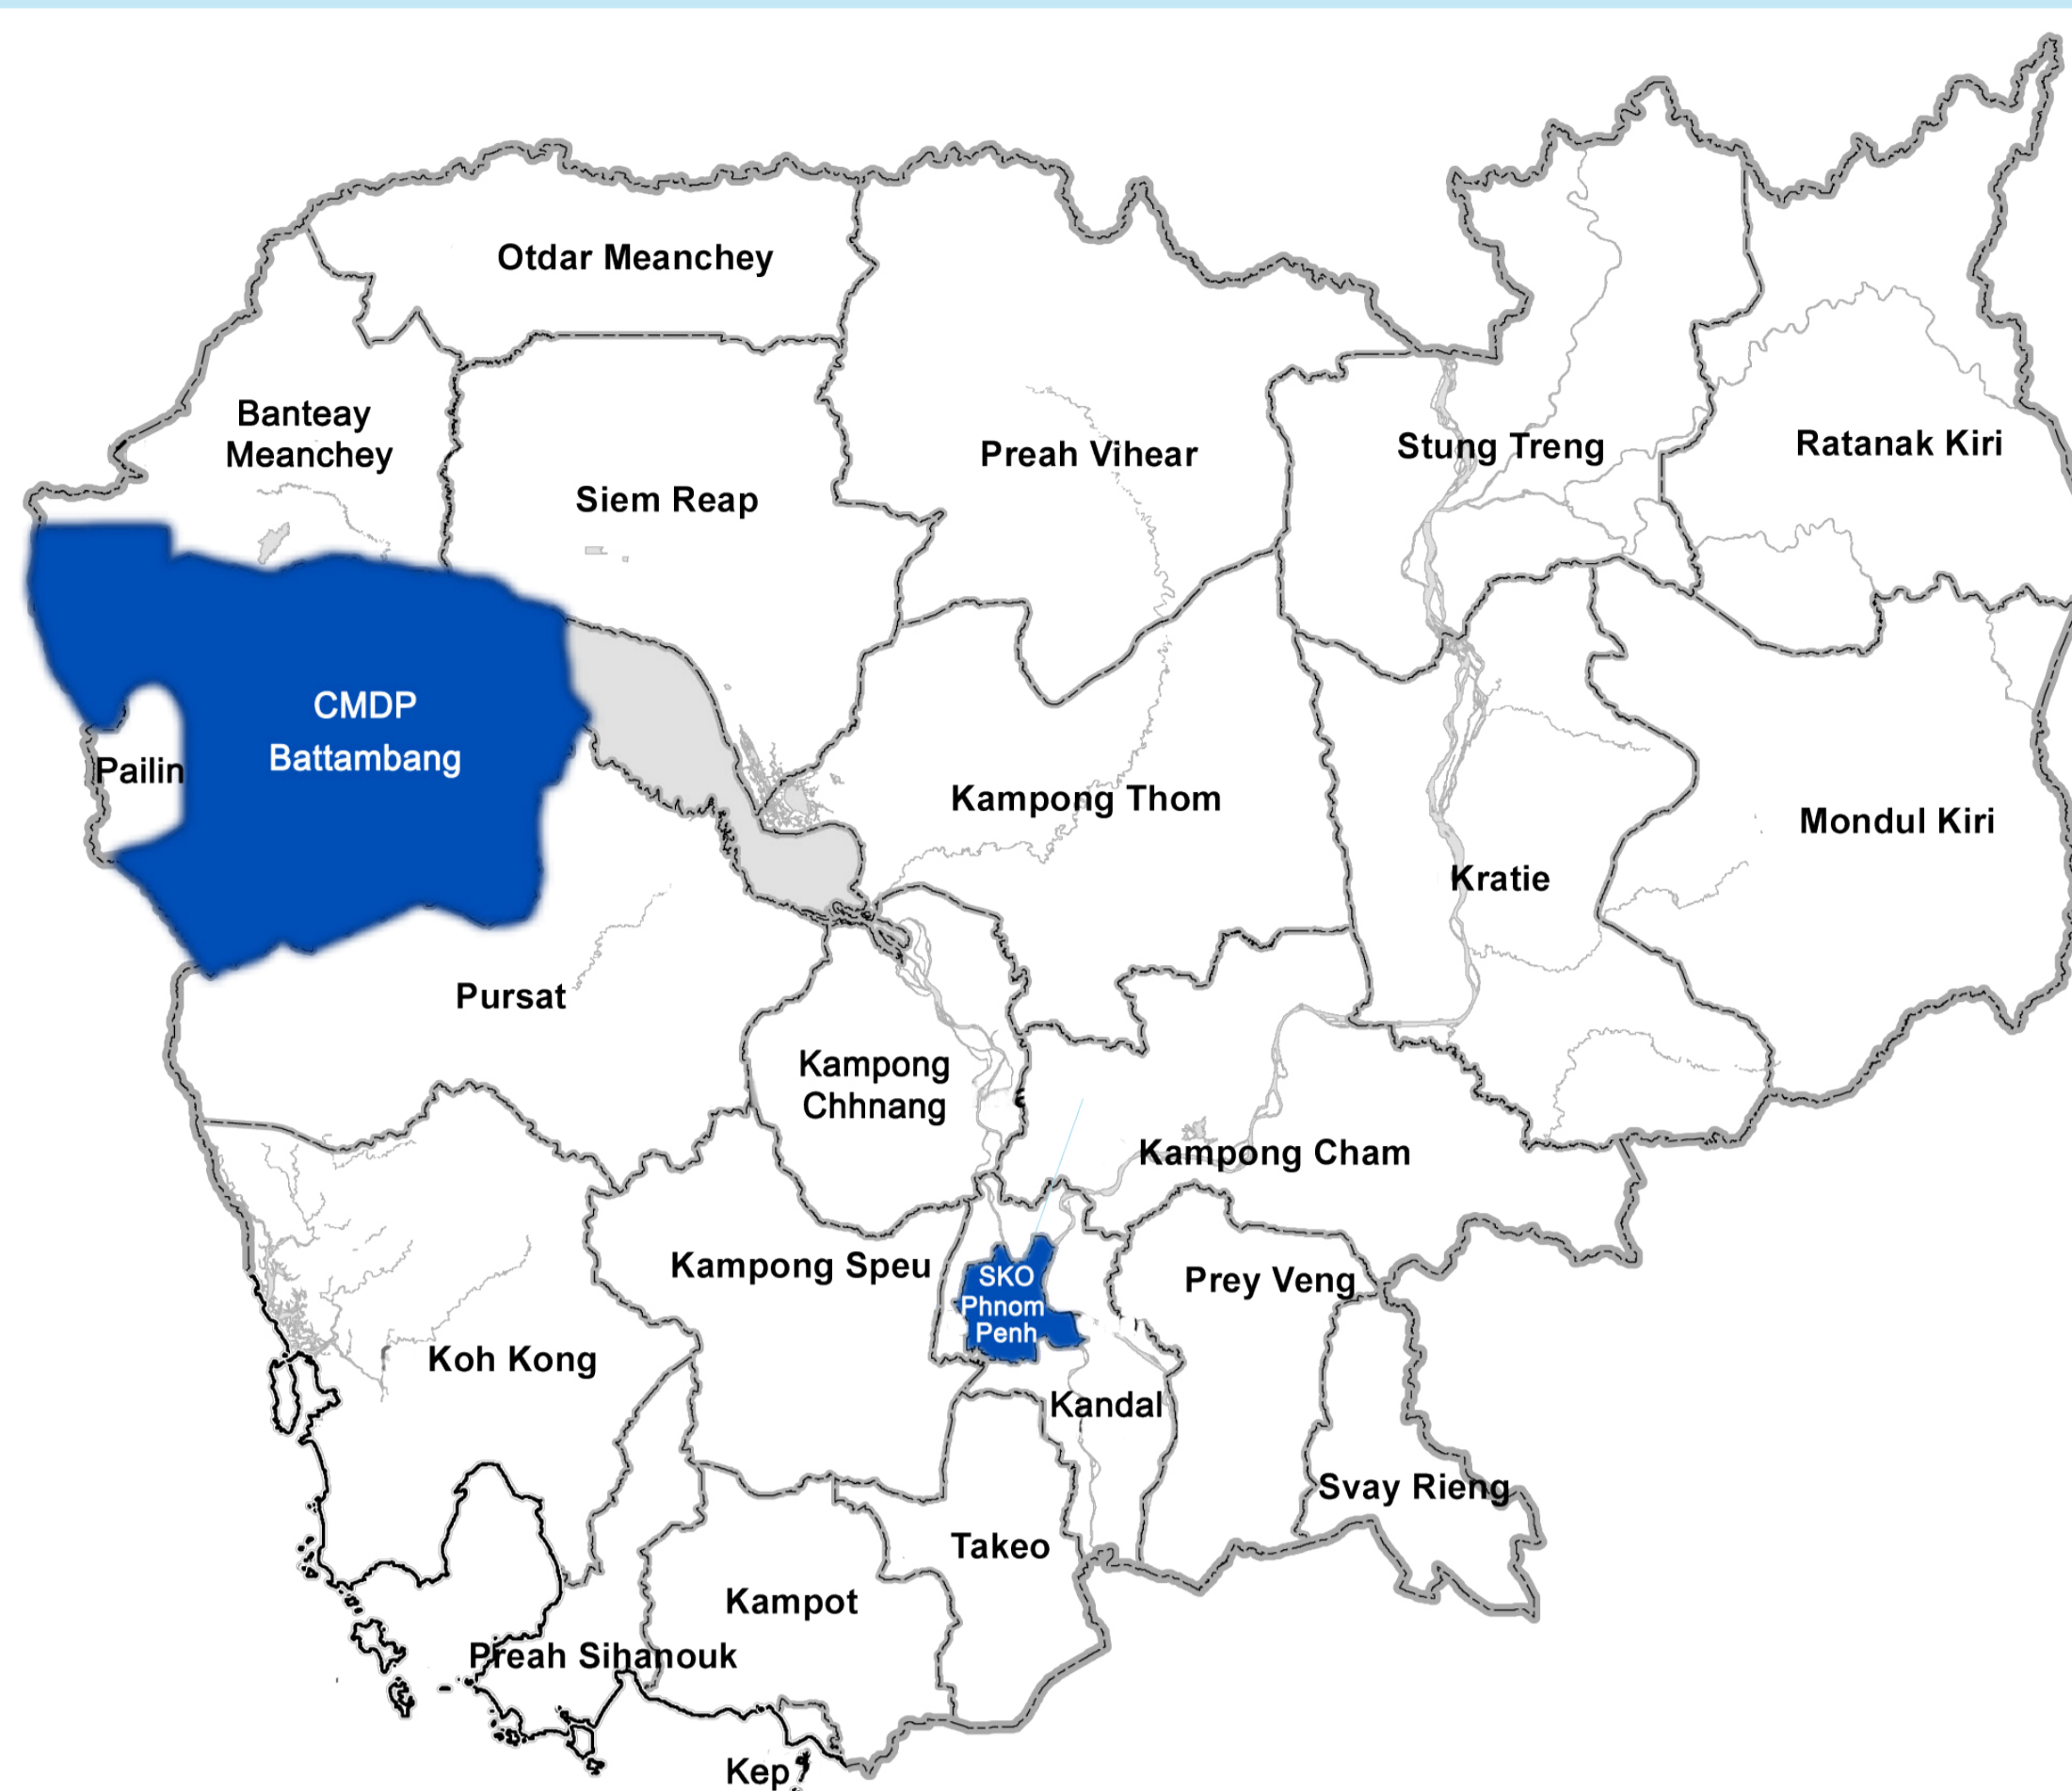 Otdar Meanchey
Banteay
Meanchey
Siem Reap
Preah Vihear
Stung Treng
Ratanak Kiri
CMDP
Battambang
Pailin
Kampong Thom
Mondul Kiri
Kratie
Pursat
Kampong
Chhnang
Kampong Cham
Kampong Speu
SKO
Phnom
Penh
Prey Veng
Koh Kong
Kandal
Svay Rieng
Takeo
Kampot
Preah Sihanouk
Kep